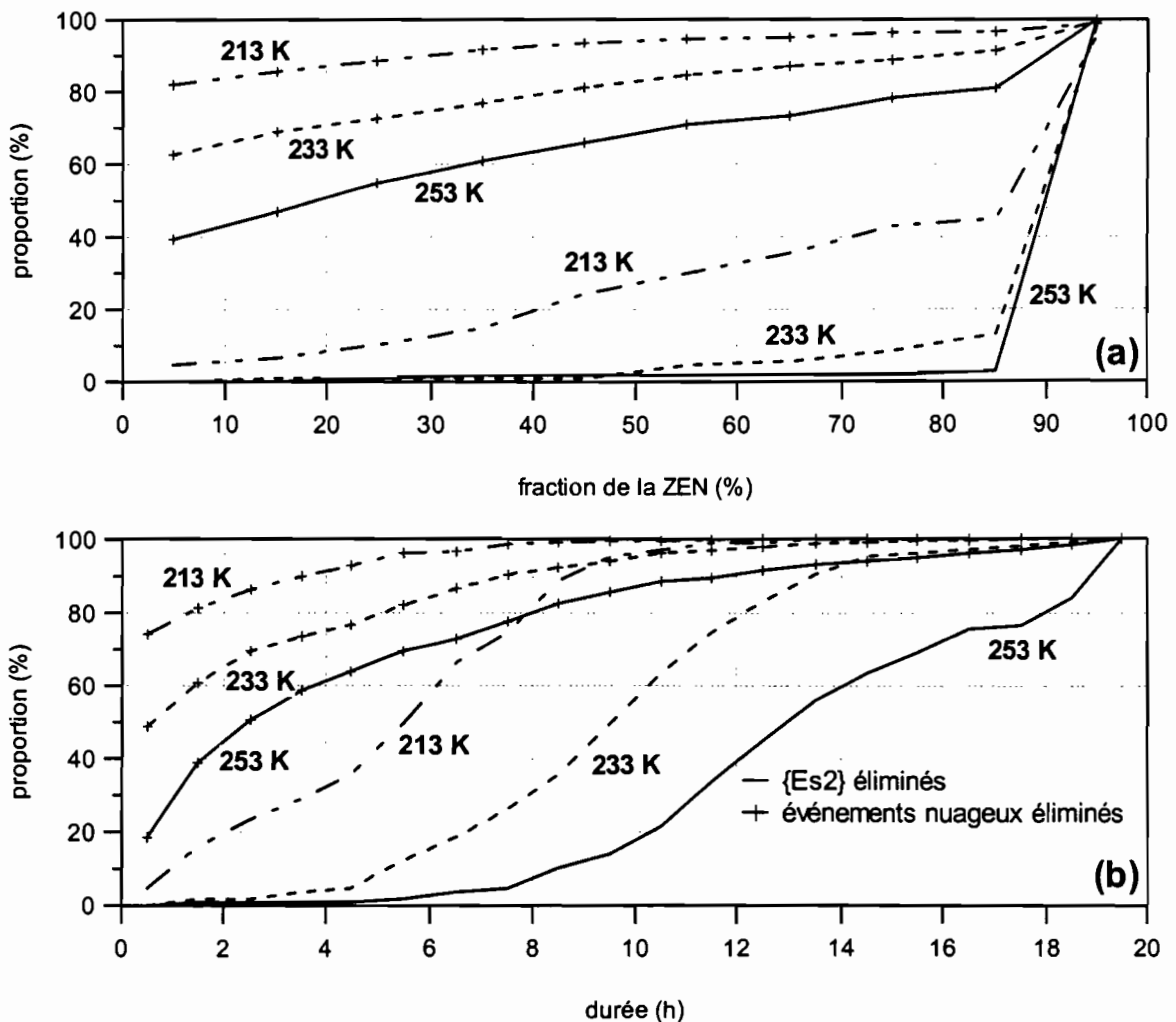 100
80
60
40
20
0
proportion (%)
213 K
233 K
253 K
213 K
233 K
253 K
(a)
0 10 20 30 40 50 60 70 80 90 100
fraction de la ZEN (%)
100
80
60
40
20
0
proportion (%)
213 K
233 K
253 K
213 K
233 K
253 K
{Es2} éliminés
événements nuageux éliminés
(b)
0 2 4 6 8 10 12 14 16 18 20
durée (h)